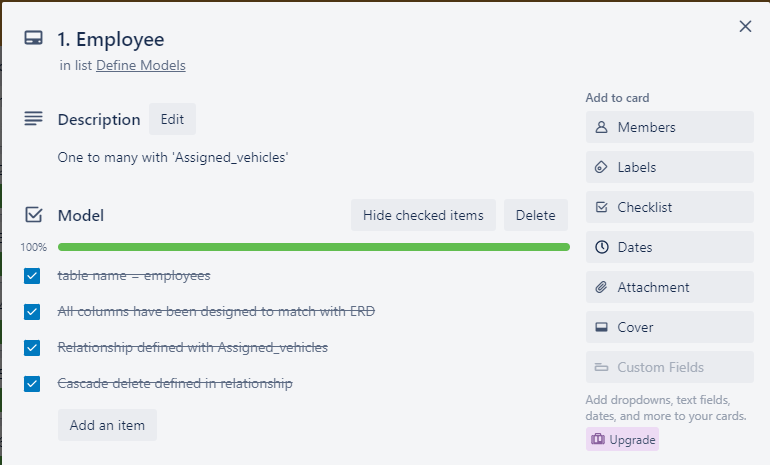 1. Employee
in list Define Models
Description
Edit
One to many with 'Assigned_vehicles'
Model
Hide checked items
Delete
100%
table name = employees
All columns have been designed to match with ERD
Relationship defined with Assigned_vehicles
Cascade delete defined in relationship
Add an item
Add to card
Members
Labels
Checklist
Dates
Attachment
Cover
Custom Fields
Add dropdowns, text fields,
dates, and more to your cards.
Upgrade